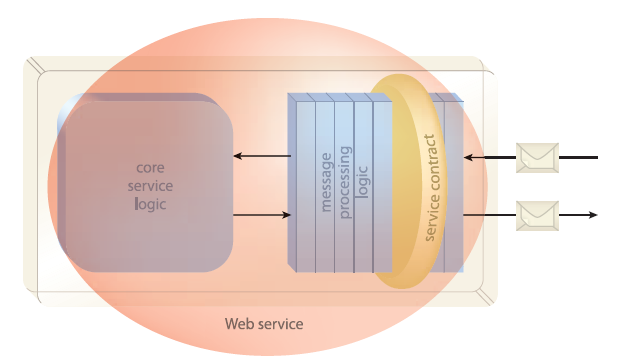 core
service
logic
message
processing
logic
service contract
Web service